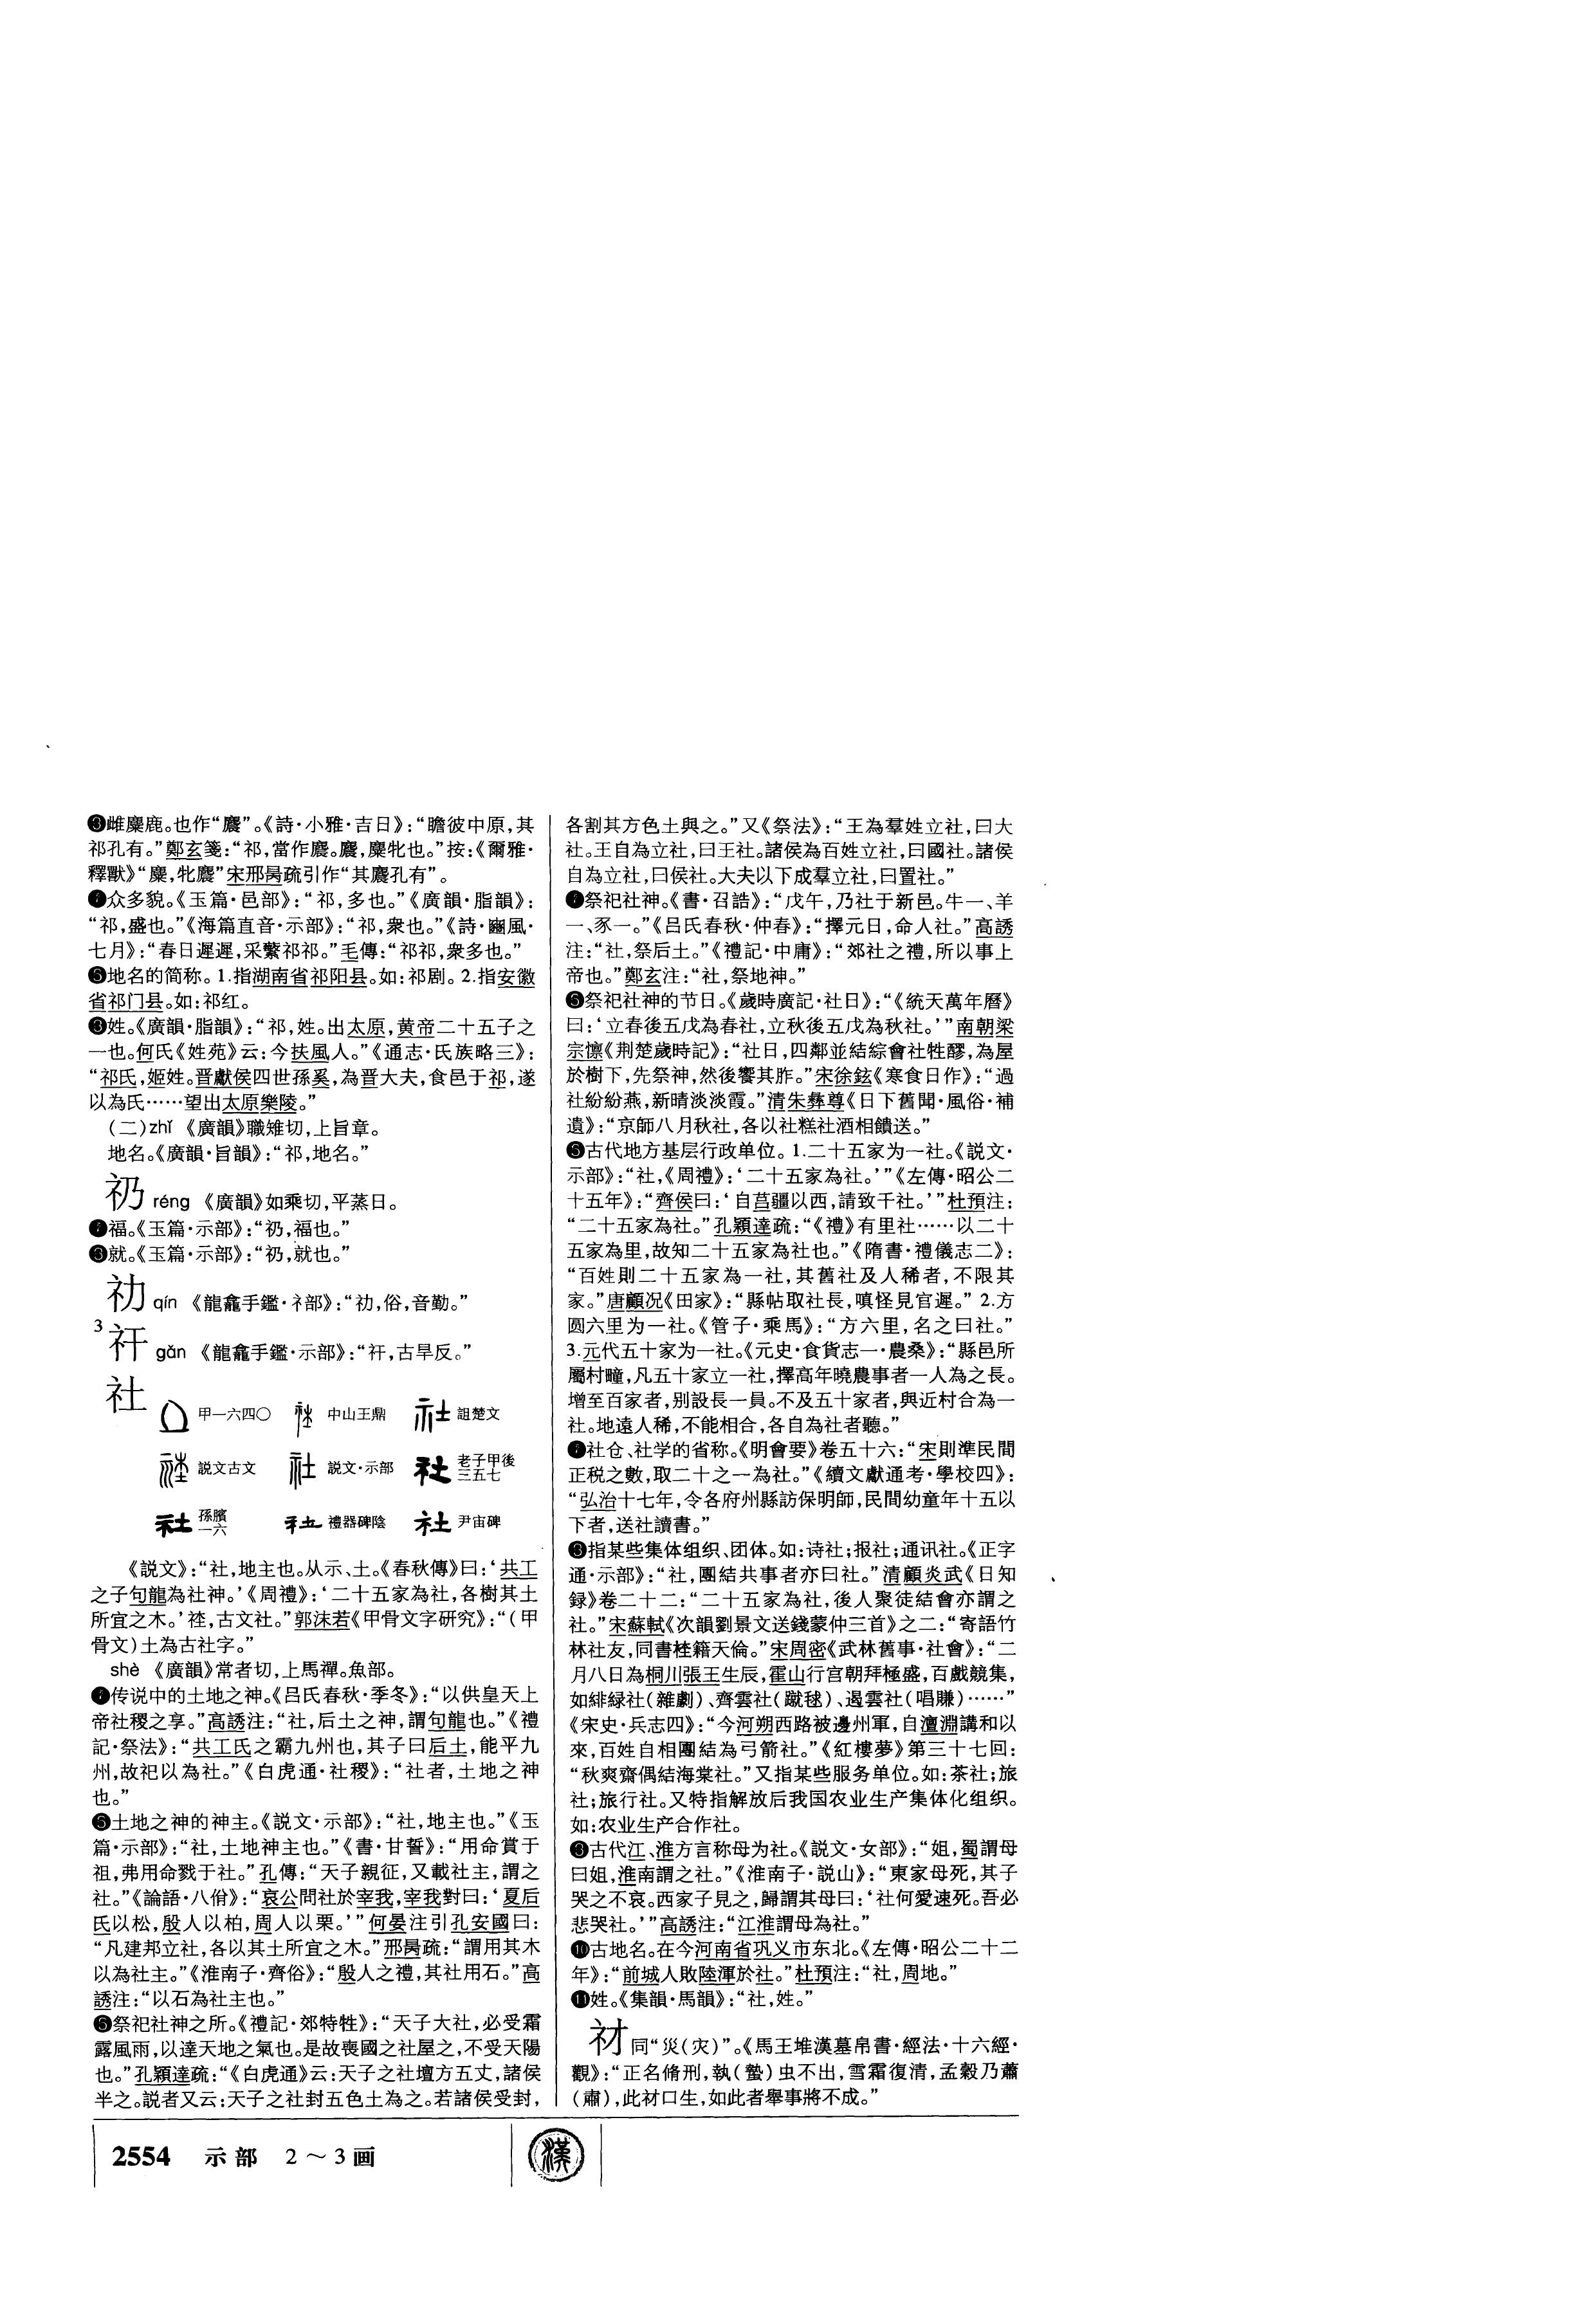 ❸雌麋鹿。也作“麎”。《詩·小雅·吉日》：“瞻彼中原，其
祁孔有。”鄭玄箋：“祁，當作麎。麎，麋牝也。”按：《爾雅·
釋獸》“麋，牝麎”宋邢昺疏引作“其麎孔有”。
众多貌。《玉篇·邑部》：“祁，多也。”《廣韻·脂韻》：
“祁，盛也。”《海篇直音·示部》：“祁，衆也。”《詩·豳風·
七月》：“春日遲遲，采蘩祁祁。”毛傳：“祁祁，衆多也。”
地名的简称。1.指湖南省祁阳县。如：祁剧。2.指安徽
省祁门县。如：祁红。
姓。《廣韻·脂韻》：“祁，姓。出太原，黄帝二十五子之
一也。何氏《姓苑》云：今扶風人。”《通志·氏族略三》：
“祁氏，姬姓。晋獻侯四世孫奚，為晋大夫，食邑于祁，遂
以為氏……望出太原樂陵。”
（二）zhǐ 《廣韻》職雉切，上旨章。
地名。《廣韻·旨韻》：“祁，地名。”
礽 réng 《廣韻》如乘切，平蒸日。
福。《玉篇·示部》：“礽，福也。”
就。《玉篇·示部》：“礽，就也。”
㓛 qín 《龍龕手鑑·礻部》：“，俗，音勤。”
3 䄎 gǎn 《龍龕手鑑·示部》：“䄎，古旱反。”
社
甲一六四〇 中山王鼎 詛楚文
説文古文 説文·示部 老子甲後三五七
孫臏一六 禮器碑陰 尹宙碑
《説文》：“社，地主也。从示、土。《春秋傳》曰：‘共工
之子句龍為社神。’《周禮》：‘二十五家為社，各樹其土
所宜之木。’䄕，古文社。”郭沫若《甲骨文字研究》：“（甲
骨文）土為古社字。”
shè 《廣韻》常者切，上馬禪。魚部。
传说中的土地之神。《吕氏春秋·季冬》：“以供皇天上
帝社稷之享。”高誘注：“社，后土之神，謂句龍也。”《禮
記·祭法》：“共工氏之霸九州也，其子曰后土，能平九
州，故祀以為社。”《白虎通·社稷》：“社者，土地之神
也。”
土地之神的神主。《説文·示部》：“社，地主也。”《玉
篇·示部》：“社，土地神主也。”《書·甘誓》：“用命賞于
祖，弗用命戮于社。”孔傳：“天子親征，又載社主，謂之
社。”《論語·八佾》：“哀公問社於宰我，宰我對曰：‘夏后
氏以松，殷人以柏，周人以栗。’”何晏注引孔安國曰：
“凡建邦立社，各以其土所宜之木。”邢昺疏：“謂用其木
以為社主。”《淮南子·齊俗》：“殷人之禮，其社用石。”高
誘注：“以石為社主也。”
祭祀社神之所。《禮記·郊特牲》：“天子大社，必受霜
露風雨，以達天地之氣也。是故喪國之社屋之，不受天陽
也。”孔穎達疏：“《白虎通》云：天子之社壇方五丈，諸侯
半之。説者又云：天子之社封五色土為之。若諸侯受封，
各割其方色土與之。”又《祭法》：“王為羣姓立社，曰大
社。王自為立社，曰王社。諸侯為百姓立社，曰國社。諸侯
自為立社，曰侯社。大夫以下成羣立社，曰置社。”
祭祀社神。《書·召誥》：“戊午，乃社于新邑。牛一、羊
一、豕一。”《吕氏春秋·仲春》：“擇元日，命人社。”高誘
注：“社，祭后土。”《禮記·中庸》：“郊社之禮，所以事上
帝也。”鄭玄注：“社，祭地神。”
祭祀社神的节日。《歲時廣記·社日》：“《統天萬年曆》
曰：‘立春後五戊為春社，立秋後五戊為秋社。’”南朝梁
宗懔《荆楚歲時記》：“社日，四鄰並結綜會社牲醪，為屋
於樹下，先祭神，然後饗其胙。”宋徐鉉《寒食日作》：“過
社紛紛燕，新晴淡淡霞。”清朱彝尊《日下舊聞·風俗·補
遺》：“京師八月秋社，各以社糕社酒相饋送。”
古代地方基层行政单位。1.二十五家为一社。《説文·
示部》：“社，《周禮》：‘二十五家為社。’”《左傳·昭公二
十五年》：“齊侯曰：‘自莒疆以西，請致千社。’”杜預注：
“二十五家為社。”孔穎達疏：“《禮》有里社……以二十
五家為里，故知二十五家為社也。”《隋書·禮儀志二》：
“百姓則二十五家為一社，其舊社及人稀者，不限其
家。”唐顧况《田家》：“縣帖取社長，嗔怪見官遲。”2.方
圆六里为一社。《管子·乘馬》：“方六里，名之曰社。”
3.元代五十家为一社。《元史·食貨志一·農桑》：“縣邑所
屬村疃，凡五十家立一社，擇高年曉農事者一人為之長。
增至百家者，别設長一員。不及五十家者，與近村合為一
社。地遠人稀，不能相合，各自為社者聽。”
社仓、社学的省称。《明會要》卷五十六：“宋則準民間
正税之數，取二十之一為社。”《續文獻通考·學校四》：
“弘治十七年，令各府州縣訪保明師，民間幼童年十五以
下者，送社讀書。”
指某些集体组织、团体。如：诗社；报社；通讯社。《正字
通·示部》：“社，團結共事者亦曰社。”清顧炎武《日知
録》卷二十二：“二十五家為社，後人聚徒結會亦謂之
社。”宋蘇軾《次韻劉景文送錢蒙仲三首》之二：“寄語竹
林社友，同書桂籍天倫。”宋周密《武林舊事·社會》：“二
月八日為桐川張王生辰，霍山行宫朝拜極盛，百戲競集，
如緋緑社（雜劇）、齊雲社（蹴毬）、遏雲社（唱賺）……”
《宋史·兵志四》：“今河朔西路被邊州軍，自澶淵講和以
來，百姓自相團結為弓箭社。”《紅樓夢》第三十七回：
“秋爽齋偶結海棠社。”又指某些服务单位。如：茶社；旅
社；旅行社。又特指解放后我国农业生产集体化组织。
如：农业生产合作社。
古代江、淮方言称母为社。《説文·女部》：“姐，蜀謂母
曰姐，淮南謂之社。”《淮南子·説山》：“東家母死，其子
哭之不哀。西家子見之，歸謂其母曰：‘社何愛速死。吾必
悲哭社。’”高誘注：“江淮謂母為社。”
❿古地名。在今河南省巩义市东北。《左傳·昭公二十二
年》：“前城人敗陸渾於社。”杜預注：“社，周地。”
⓫姓。《集韻·馬韻》：“社，姓。”
同“災（灾）”。《馬王堆漢墓帛書·經法·十六經·
觀》：“正名脩刑，執（蟄）虫不出，雪霜復清，孟穀乃蕭
（肅），此口生，如此者舉事將不成。”
2554 示部 2～3画
漢